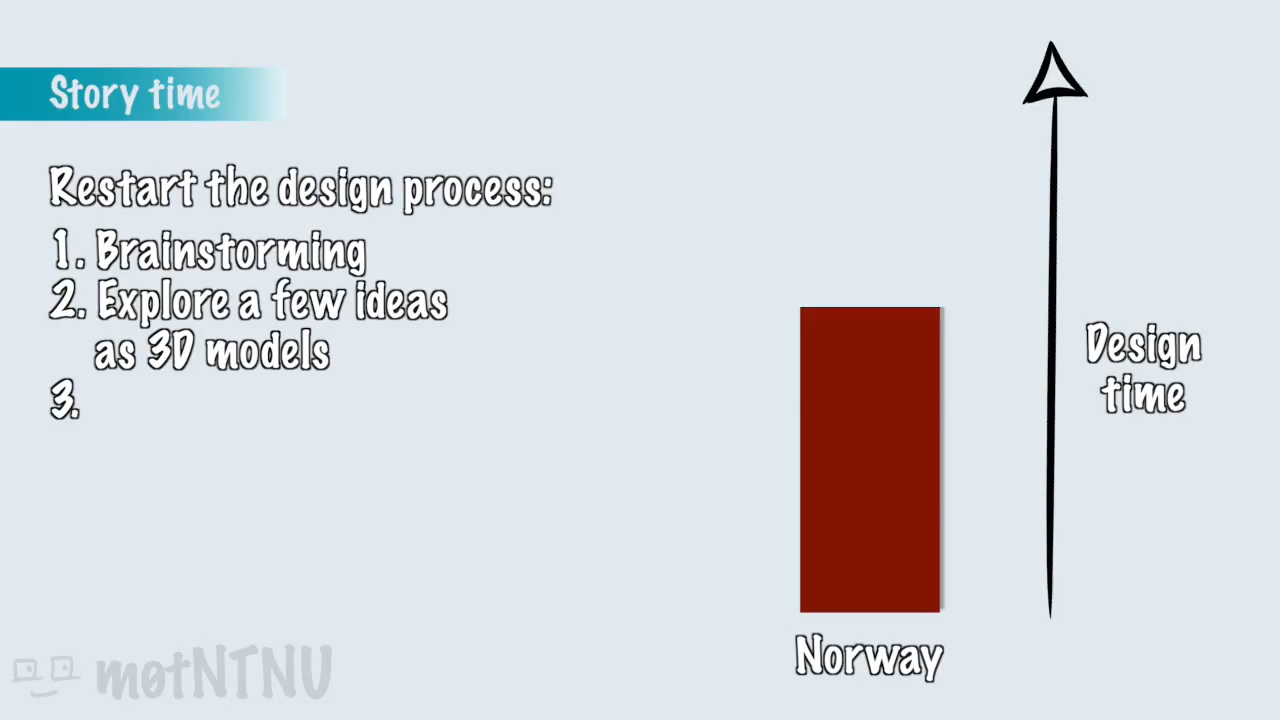 Story time
Restart the design process:
1. Brainstorming
2. Explore a few ideas
as 3D models
3.
Design
time
Norway
møtNTNU